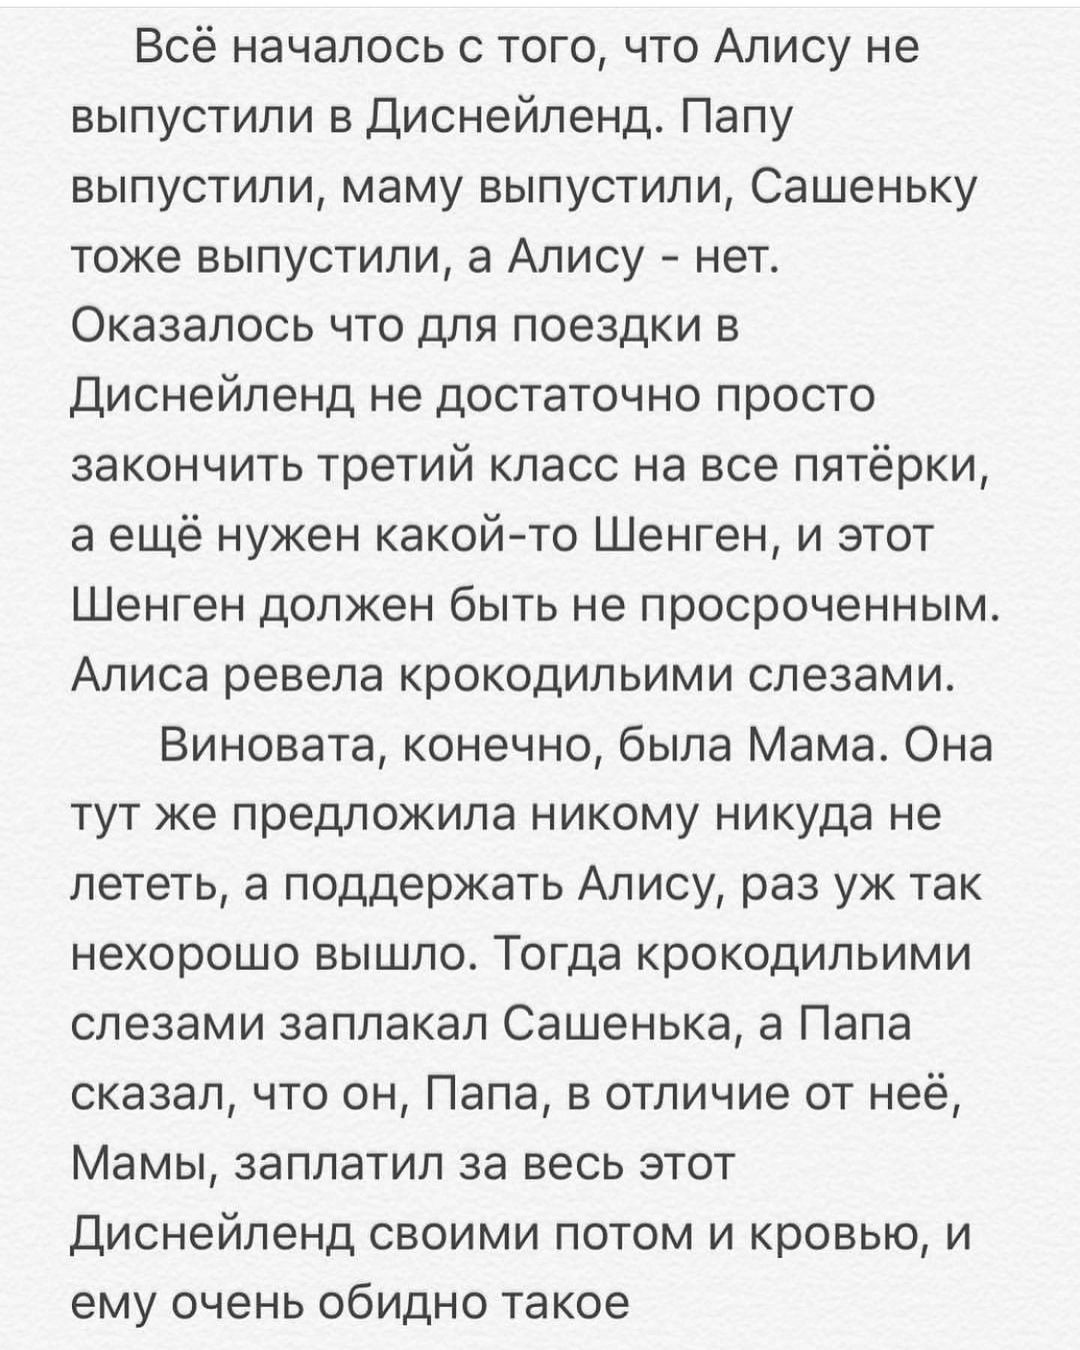 Всё началось с того, что Алису не
выпустили в Диснейленд. Папу
выпустили, маму выпустили, Сашеньку
тоже выпустили, а Алису - нет.
Оказалось что для поездки в
Диснейленд не достаточно просто
закончить третий класс на все пятёрки,
а ещё нужен какой-то Шенген, и этот
Шенген должен быть не просроченным.
Алиса ревела крокодильими слезами.
Виновата, конечно, была Мама. Она
тут же предложила никому никуда не
лететь, а поддержать Алису, раз уж так
нехорошо вышло. Тогда крокодильими
слезами заплакал Сашенька, а Папа
сказал, что он, Папа, в отличие от неё,
Мамы, заплатил за весь этот
Диснейленд своими потом и кровью, и
ему очень обидно такое